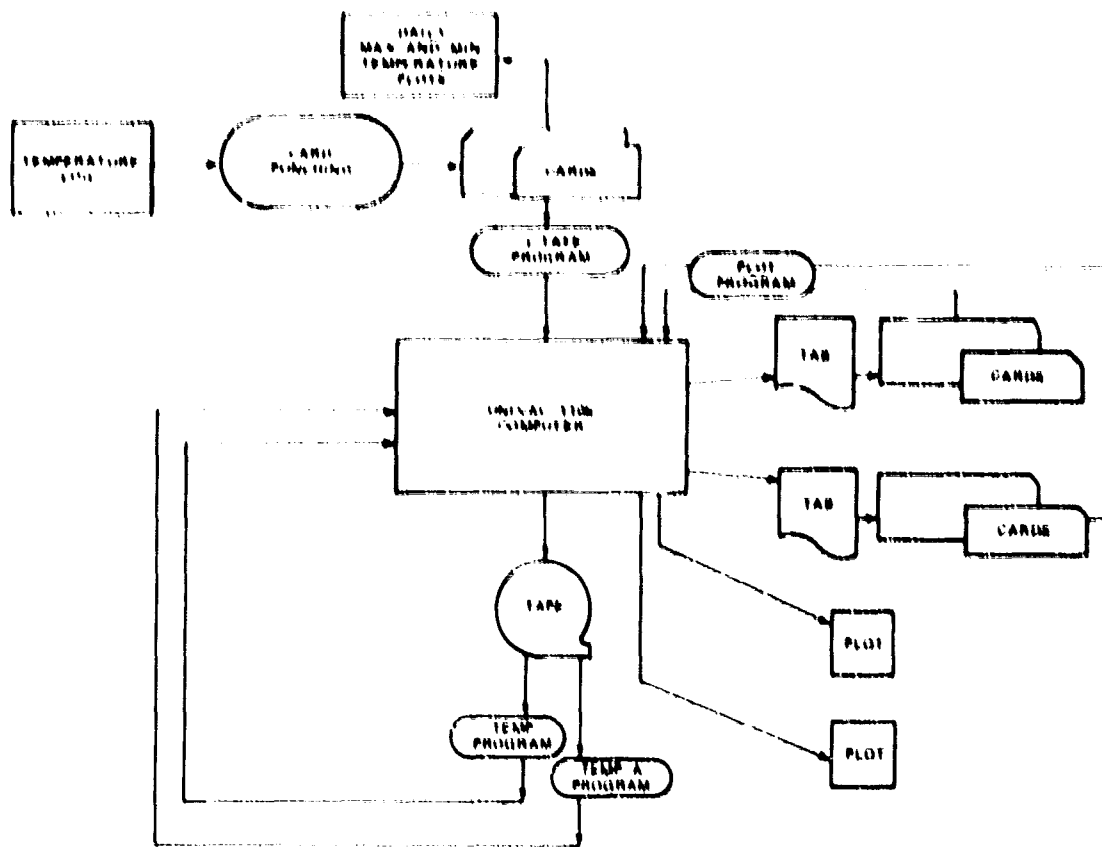 DAILY
MAX AND MIN
TEMPERATURE
TEMPERATURE
CARD
PUNCHING
CARDS
TAPE
PROGRAM
PLOT
PROGRAM
TAB
CARDS
COMPUTER
TAB
CARDS
TAPE
PLOT
TEMP
PROGRAM
PLOT
TEMP A
PROGRAM